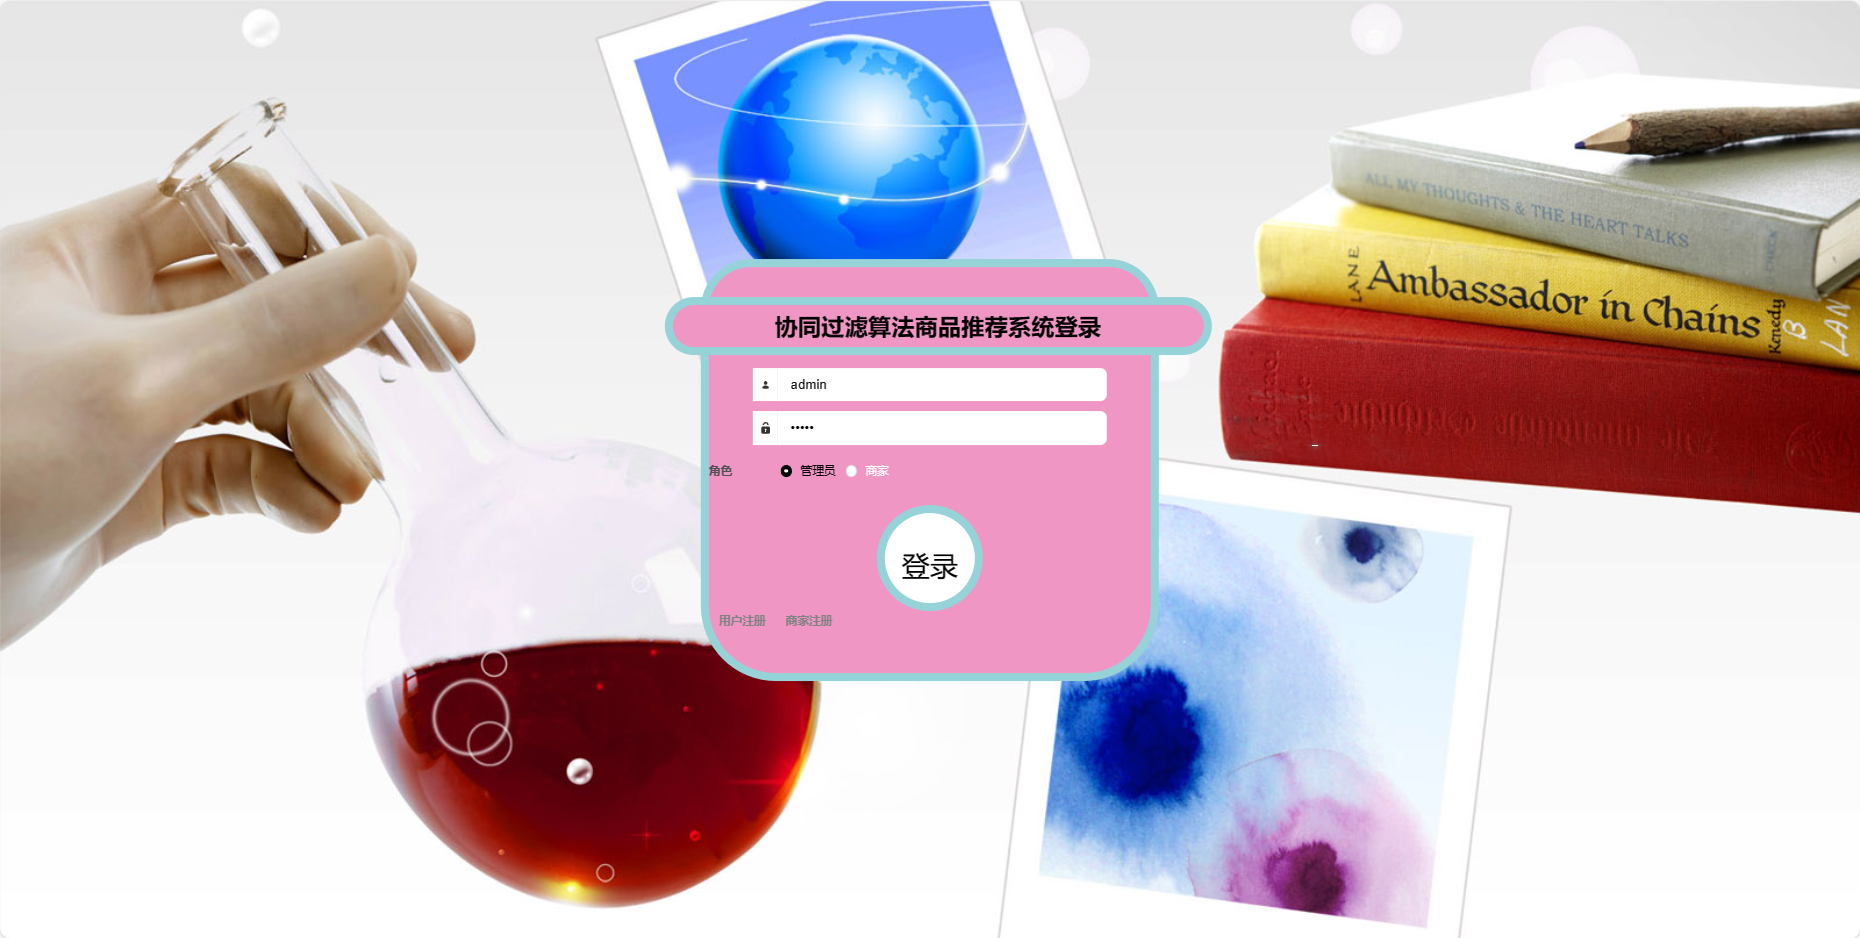 ALL MY THOUGHTS & THE HEART TALKS
LANE
Ambassador in Chains
Kenedy
B
LAN
协同过滤算法商品推荐系统登录
admin
•••••
角色
管理员 商家
登录
用户注册 商家注册